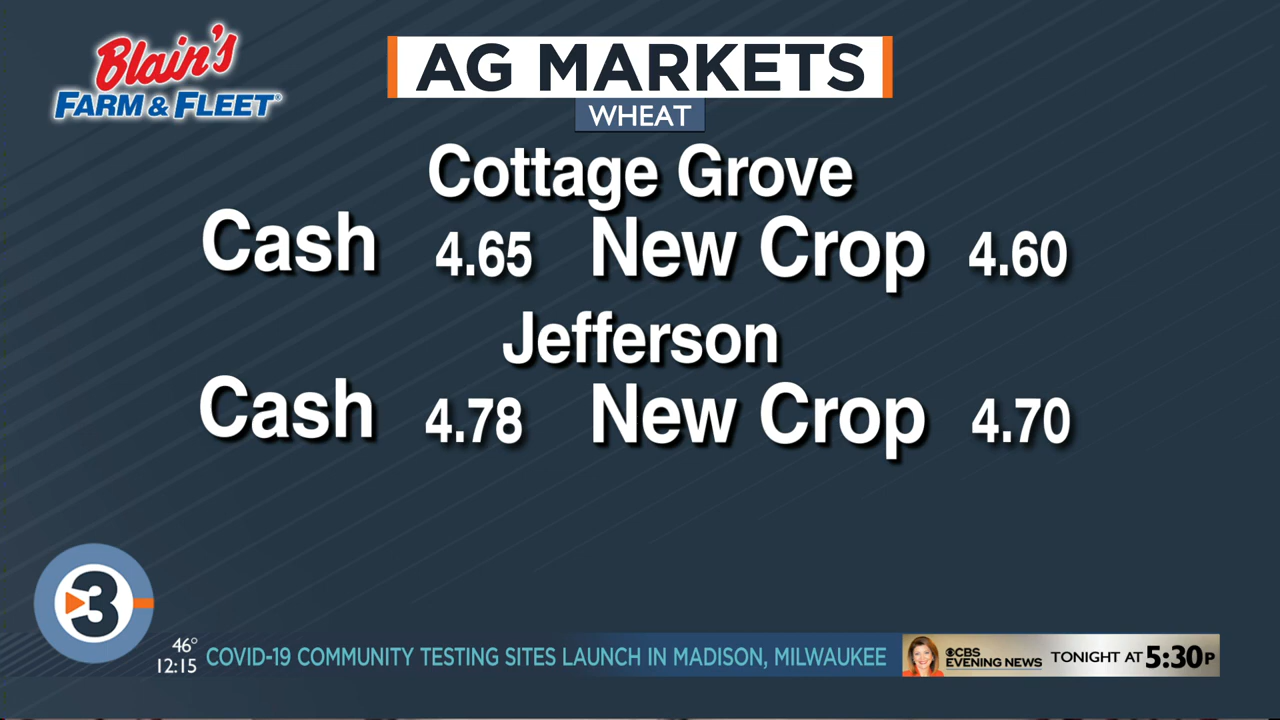 Blain's
FARM & FLEET®
AG MARKETS
WHEAT
Cottage Grove
Cash 4.65 New Crop 4.60
Jefferson
Cash 4.78 New Crop 4.70
3
46°
12:15
COVID-19 COMMUNITY TESTING SITES LAUNCH IN MADISON, MILWAUKEE
CBS
EVENING NEWS
TONIGHT AT 5:30P